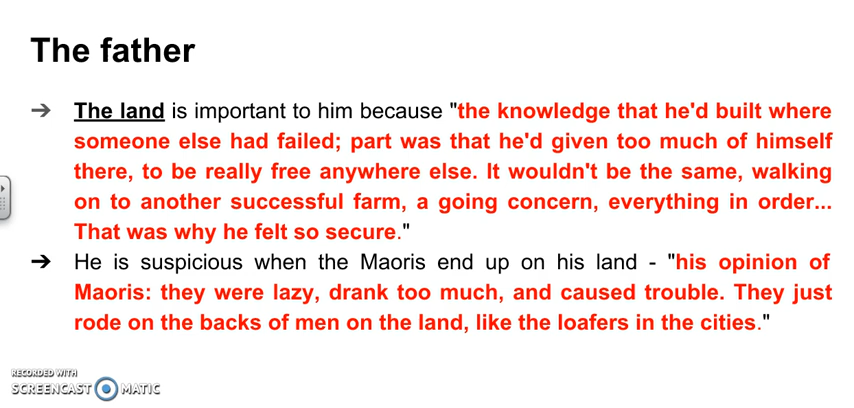 The father
➔ The land is important to him because "the knowledge that he'd built where
someone else had failed; part was that he'd given too much of himself
there, to be really free anywhere else. It wouldn't be the same, walking
on to another successful farm, a going concern, everything in order...
That was why he felt so secure."
➔ He is suspicious when the Maoris end up on his land - "his opinion of
Maoris: they were lazy, drank too much, and caused trouble. They just
rode on the backs of men on the land, like the loafers in the cities."
RECORDED WITH
SCREENCAST MATIC